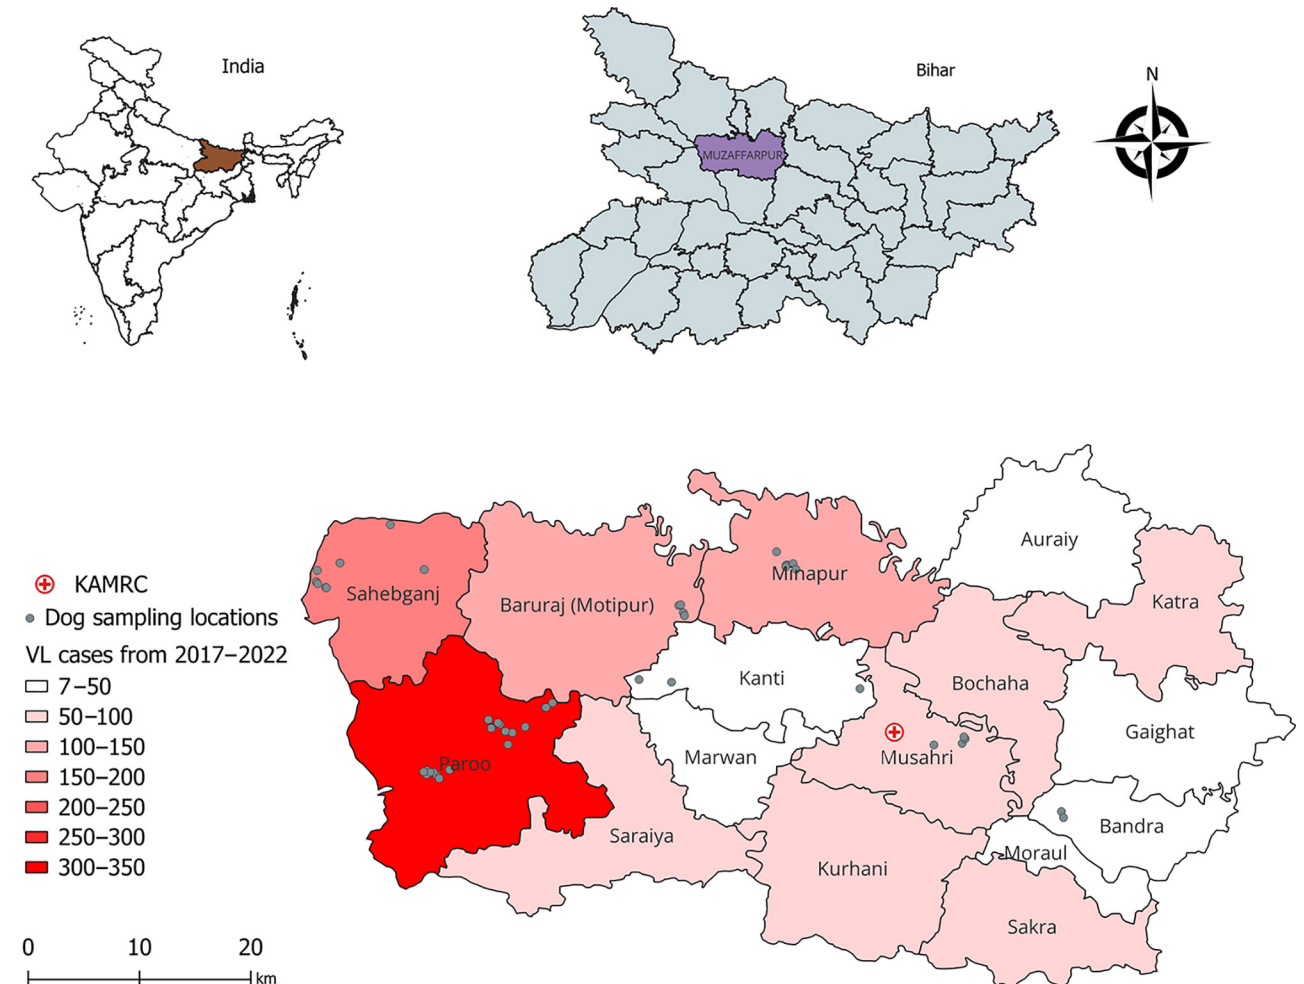 India
Bihar
N
MUZAFFARPUR
KAMRC
Dog sampling locations
VL cases from 2017–2022
7–50
50–100
100–150
150–200
200–250
250–300
300–350
0 10 20
km
Auraiy
Katra
Minapur
Sahebganj
Baruraj (Motipur)
Kanti
Bochaha
Gaighat
Marwan
Musahri
Paroo
Saraiya
Bandra
Moraul
Kurhani
Sakra